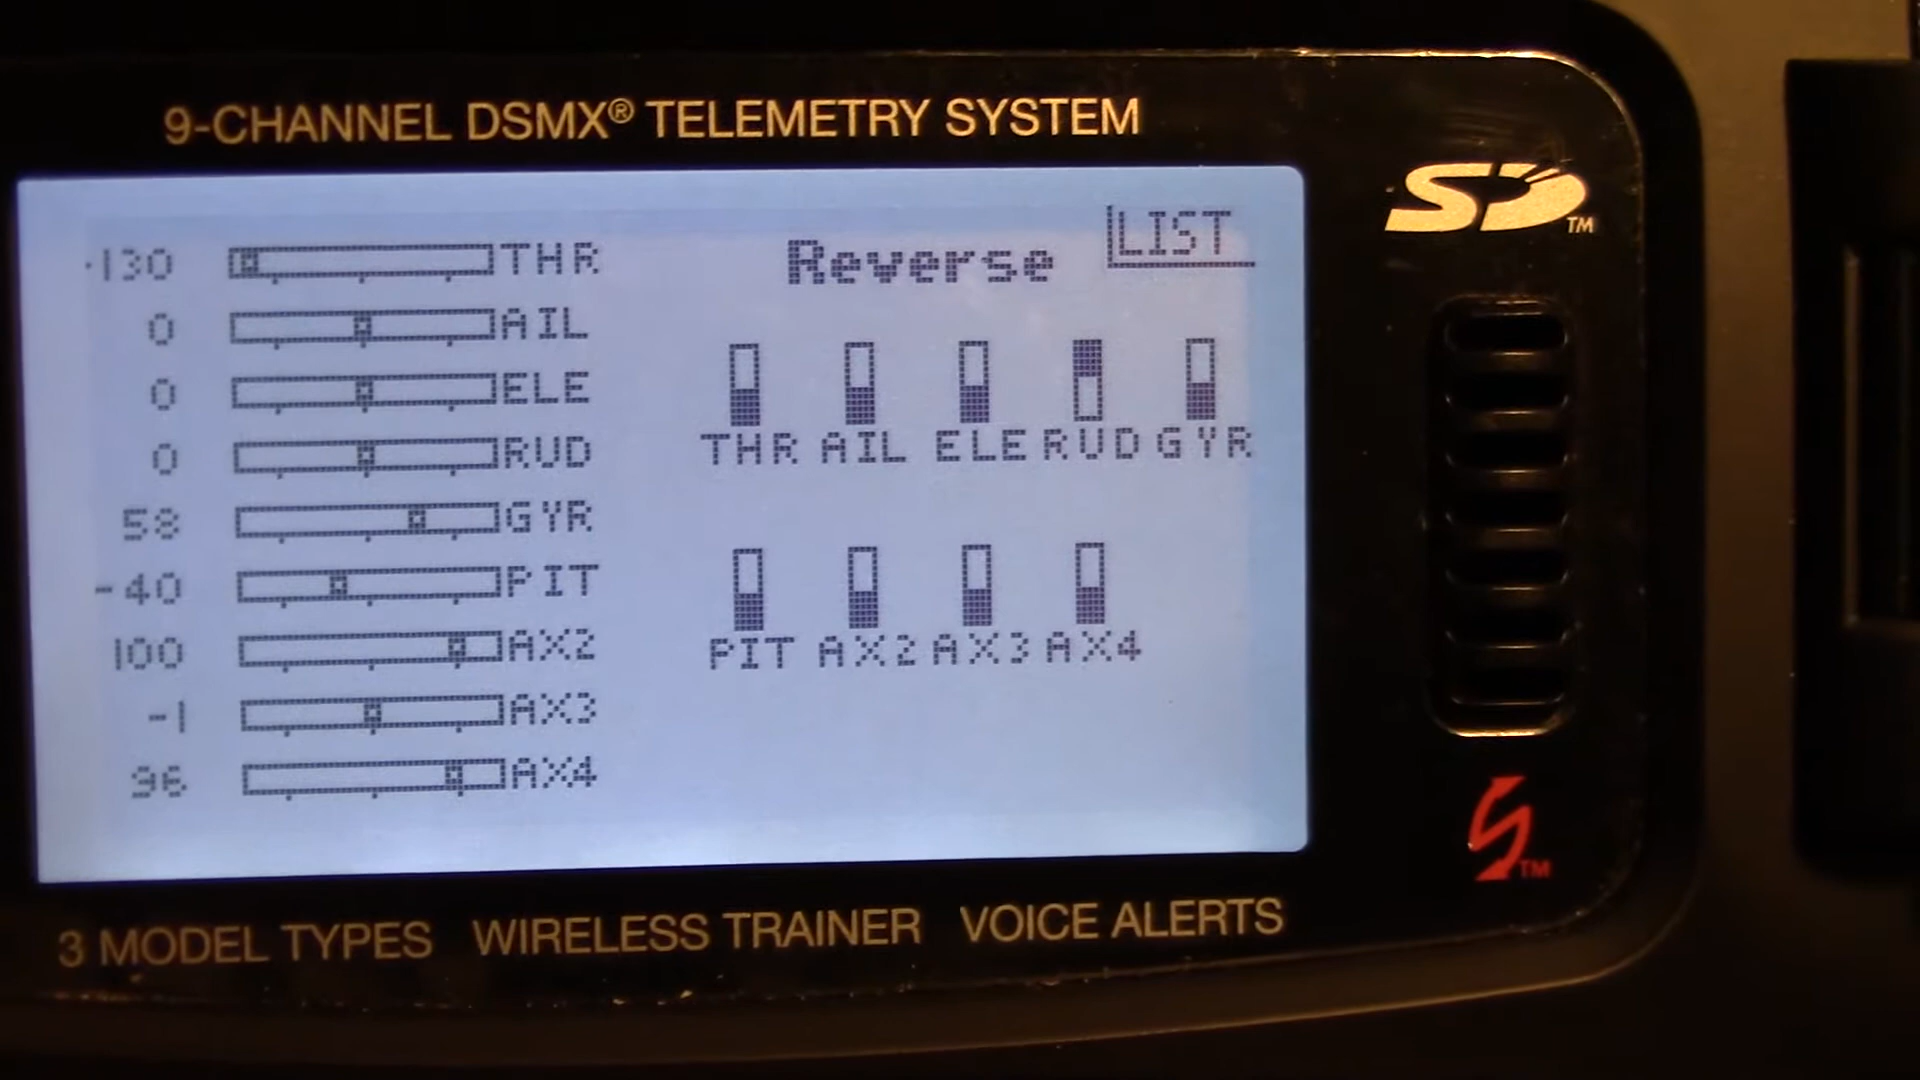 9-CHANNEL DSMX® TELEMETRY SYSTEM
SD™
LIST
Reverse
-130 THR
0 AIL
0 ELE
0 RUD
58 GYR
-40 PIT
100 AX2
-1 AX3
96 AX4
THR AIL ELE RUD GYR
PIT AX2 AX3 AX4
TM
3 MODEL TYPES WIRELESS TRAINER VOICE ALERTS